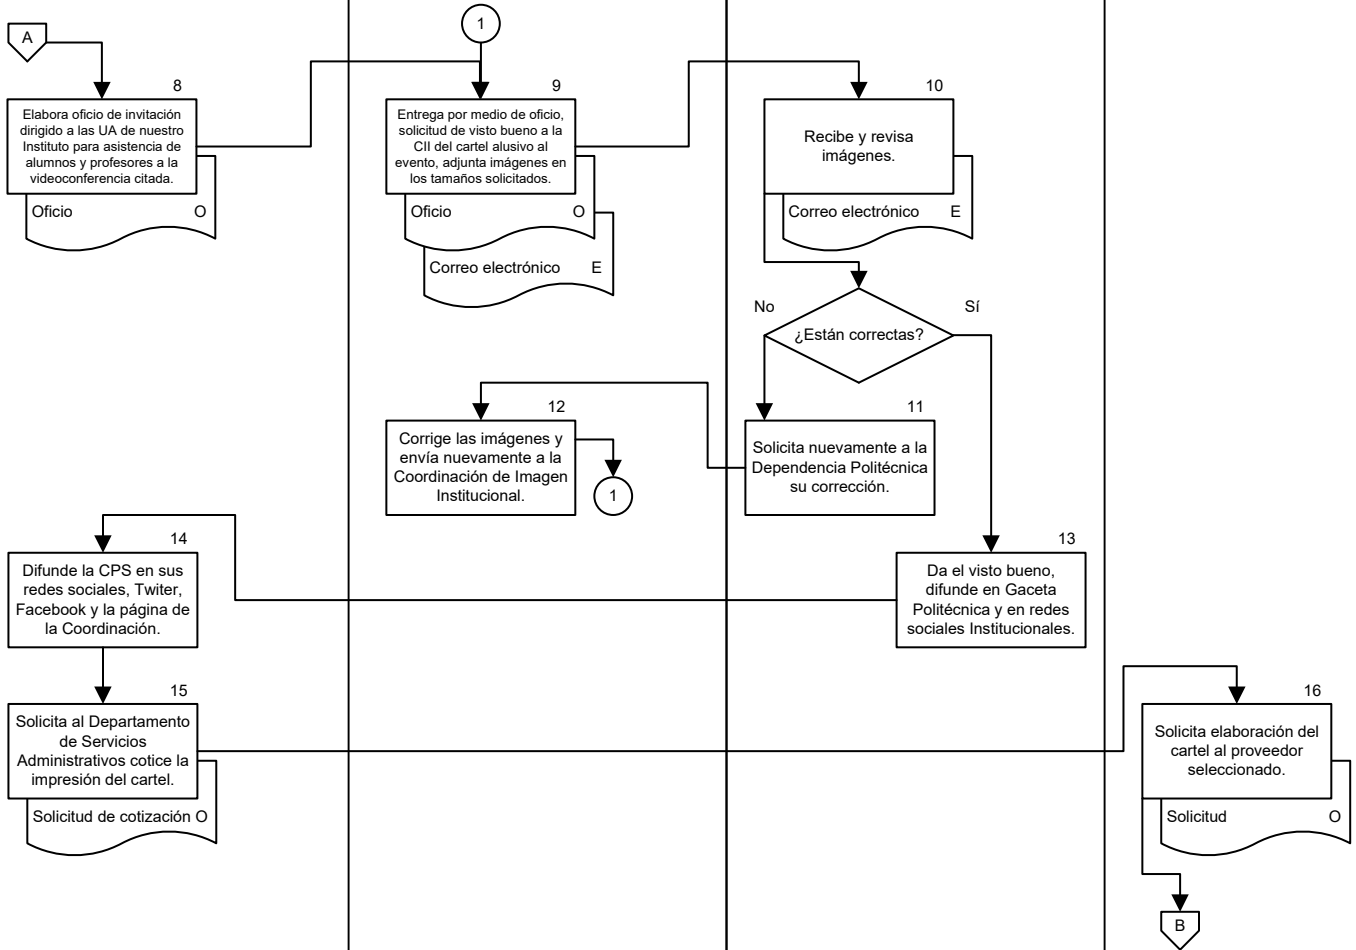 1
A
8
Elabora oficio de invitación
dirigido a las UA de nuestro
Instituto para asistencia de
alumnos y profesores a la
videoconferencia citada.
Oficio O
9
Entrega por medio de oficio,
solicitud de visto bueno a la
CII del cartel alusivo al
evento, adjunta imágenes en
los tamaños solicitados.
Oficio O
Correo electrónico E
10
Recibe y revisa
imágenes.
Correo electrónico E
No
Sí
¿Están correctas?
11
Solicita nuevamente a la
Dependencia Politécnica
su corrección.
12
Corrige las imágenes y
envía nuevamente a la
Coordinación de Imagen
Institucional.
1
13
Da el visto bueno,
difunde en Gaceta
Politécnica y en redes
sociales Institucionales.
14
Difunde la CPS en sus
redes sociales, Twiter,
Facebook y la página de
la Coordinación.
15
Solicita al Departamento
de Servicios
Administrativos cotice la
impresión del cartel.
Solicitud de cotización O
16
Solicita elaboración del
cartel al proveedor
seleccionado.
Solicitud O
B